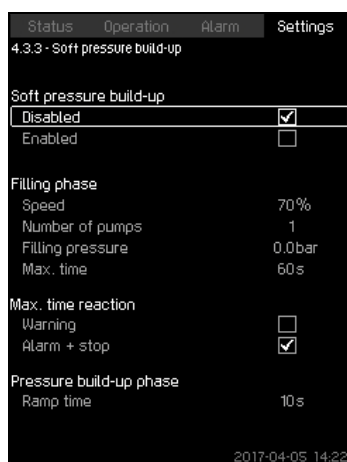 Status Operation Alarm Settings
4.3.3 - Soft pressure build-up
Soft pressure build-up
Disabled
Enabled
Filling phase
Speed 70%
Number of pumps 1
Filling pressure 0.0bar
Max. time 60s
Max. time reaction
Warning
Alarm + stop
Pressure build-up phase
Ramp time 10s
2017-04-05 14:22